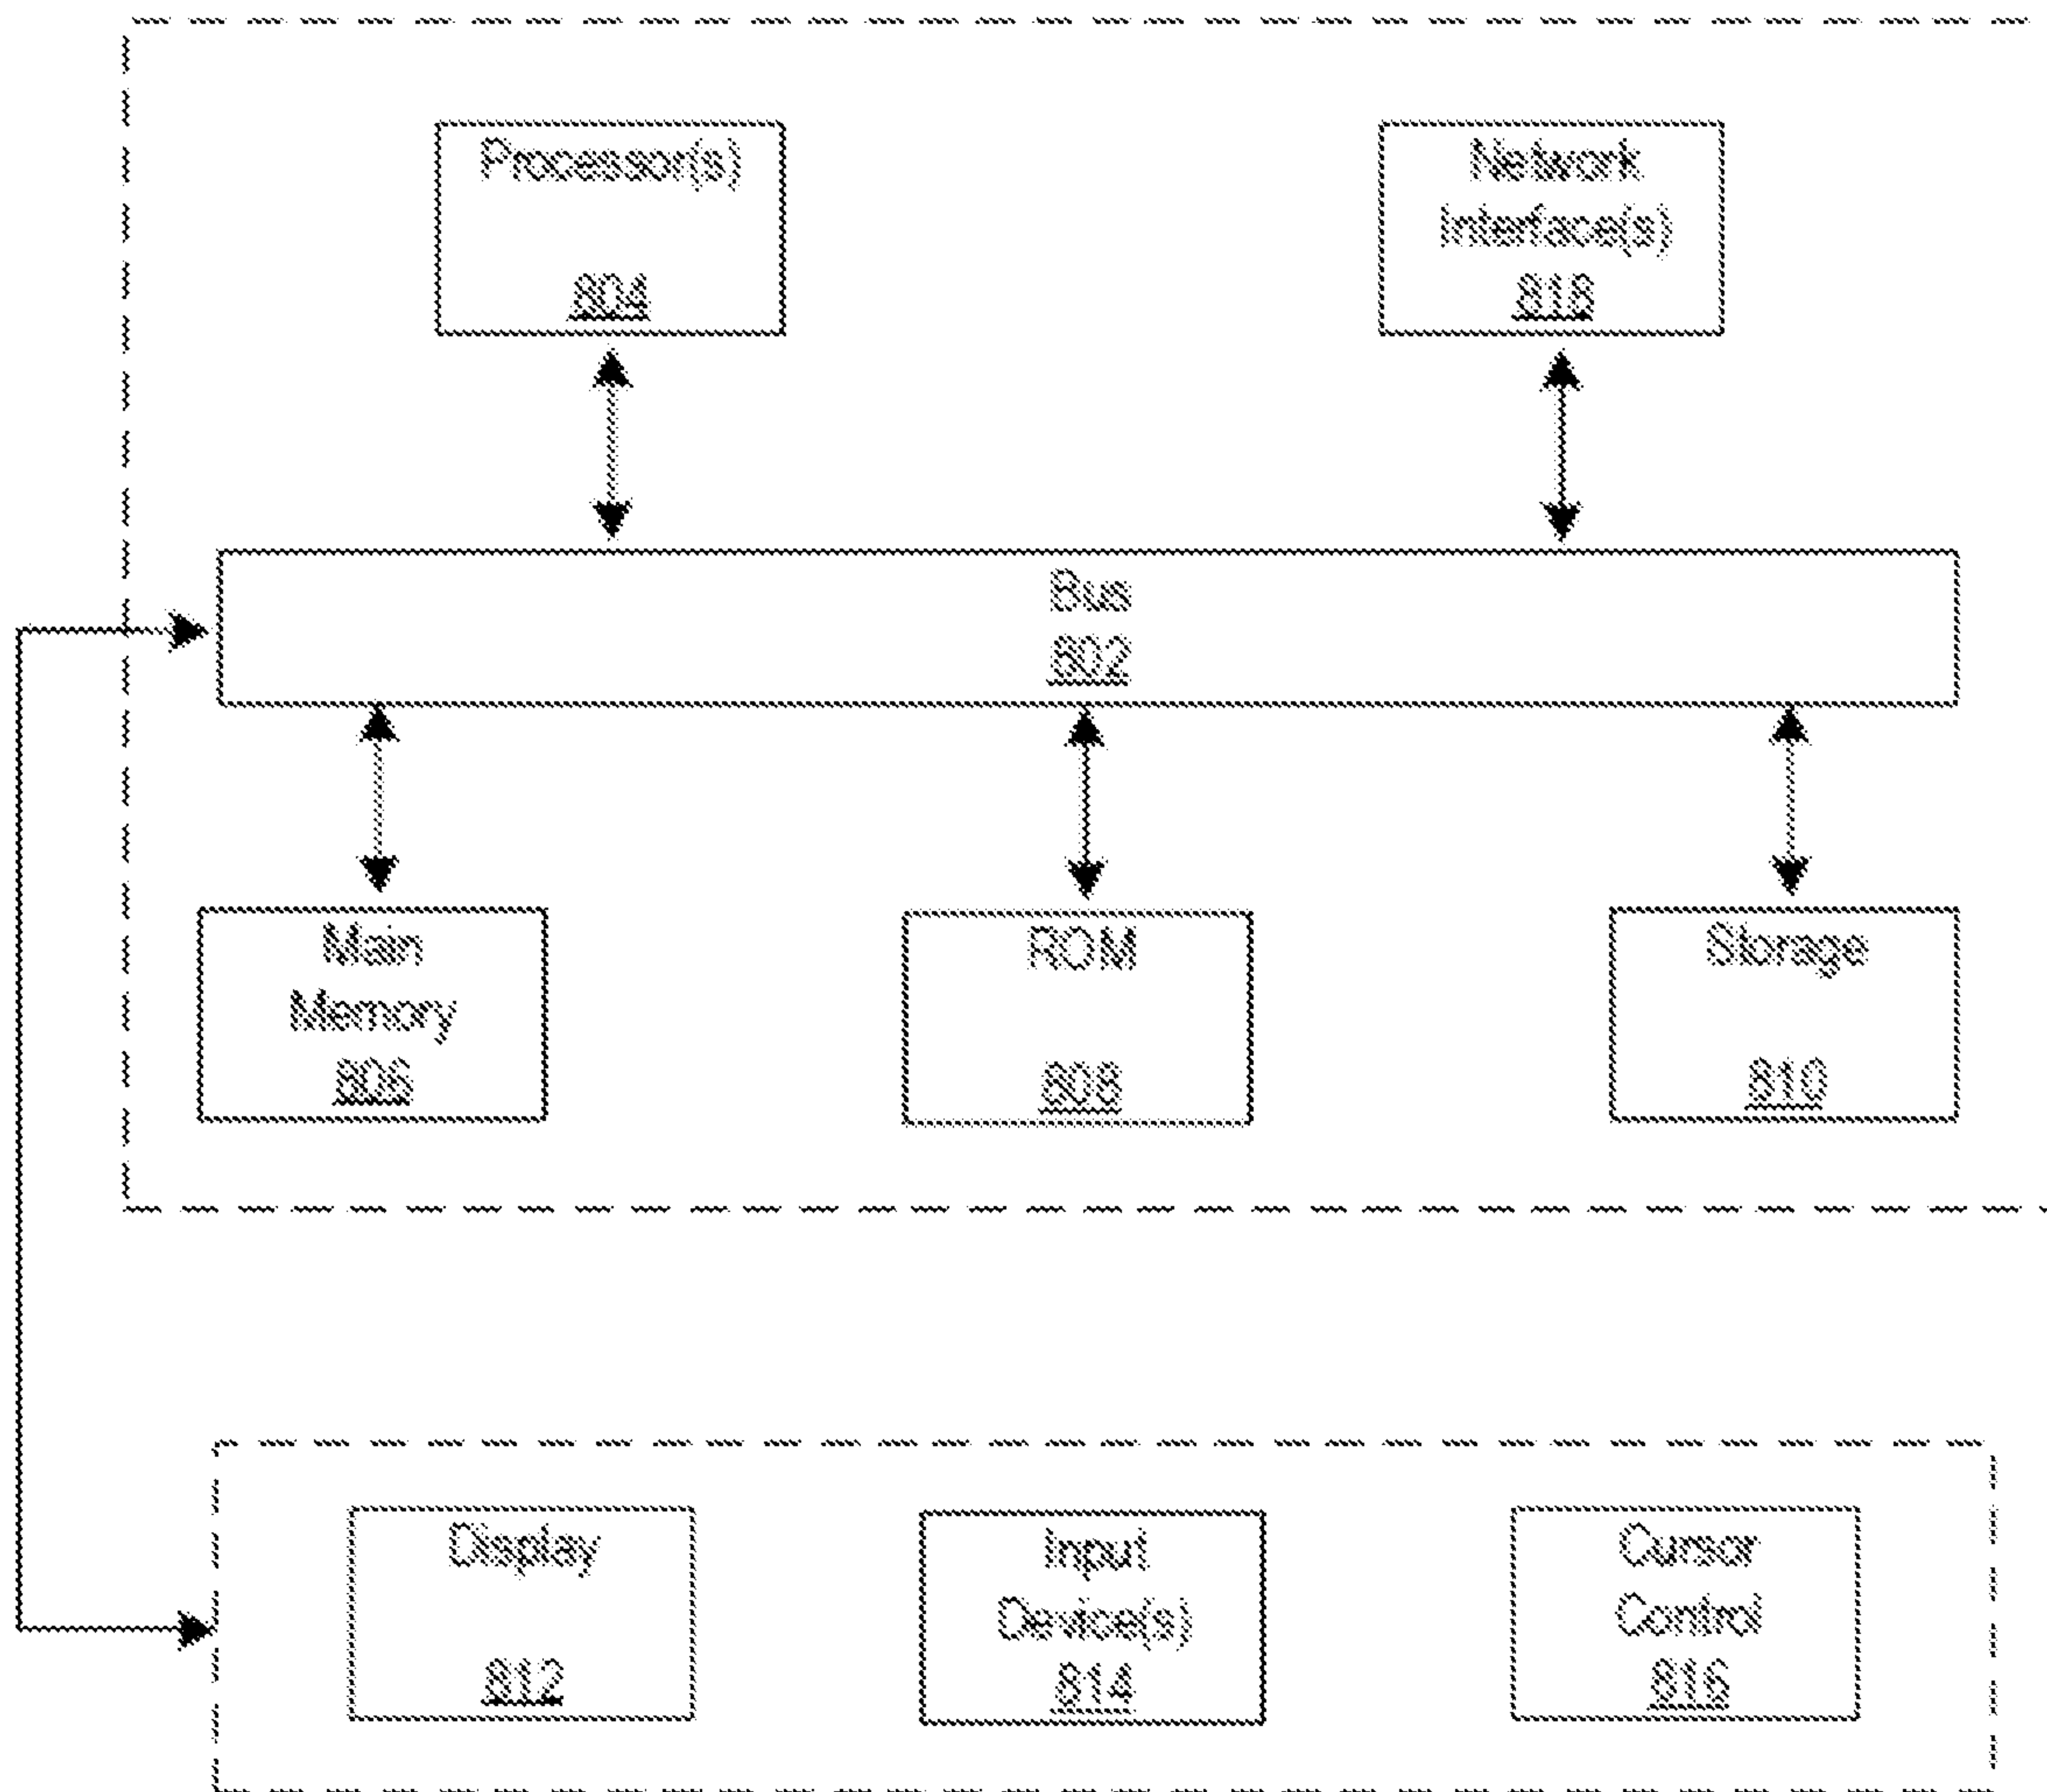 Processor(s)
804
Network
Interface(s)
818
Bus
802
Main
Memory
806
ROM
808
Storage
810
Display
812
Input
Device(s)
814
Cursor
Control
816